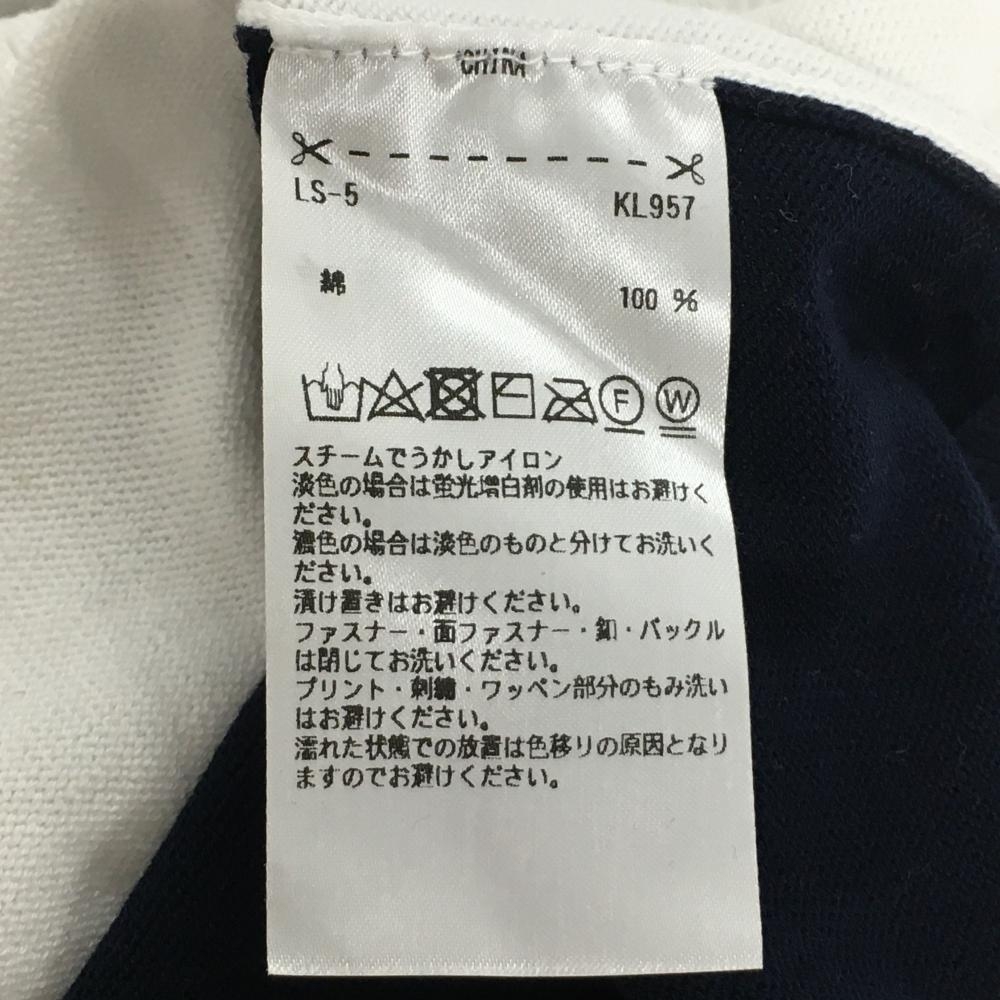 CHINA
LS-5 KL957
綿 100 %
F W
スチームでうかしアイロン
淡色の場合は蛍光増白剤の使用はお避けく
ださい。
濃色の場合は淡色のものと分けてお洗いく
ださい。
漬け置きはお避けください。
ファスナー・面ファスナー・釦・バックル
は閉じてお洗いください。
プリント・刺繍・ワッペン部分のもみ洗い
はお避けください。
濡れた状態での放置は色移りの原因となり
ますのでお避けください。